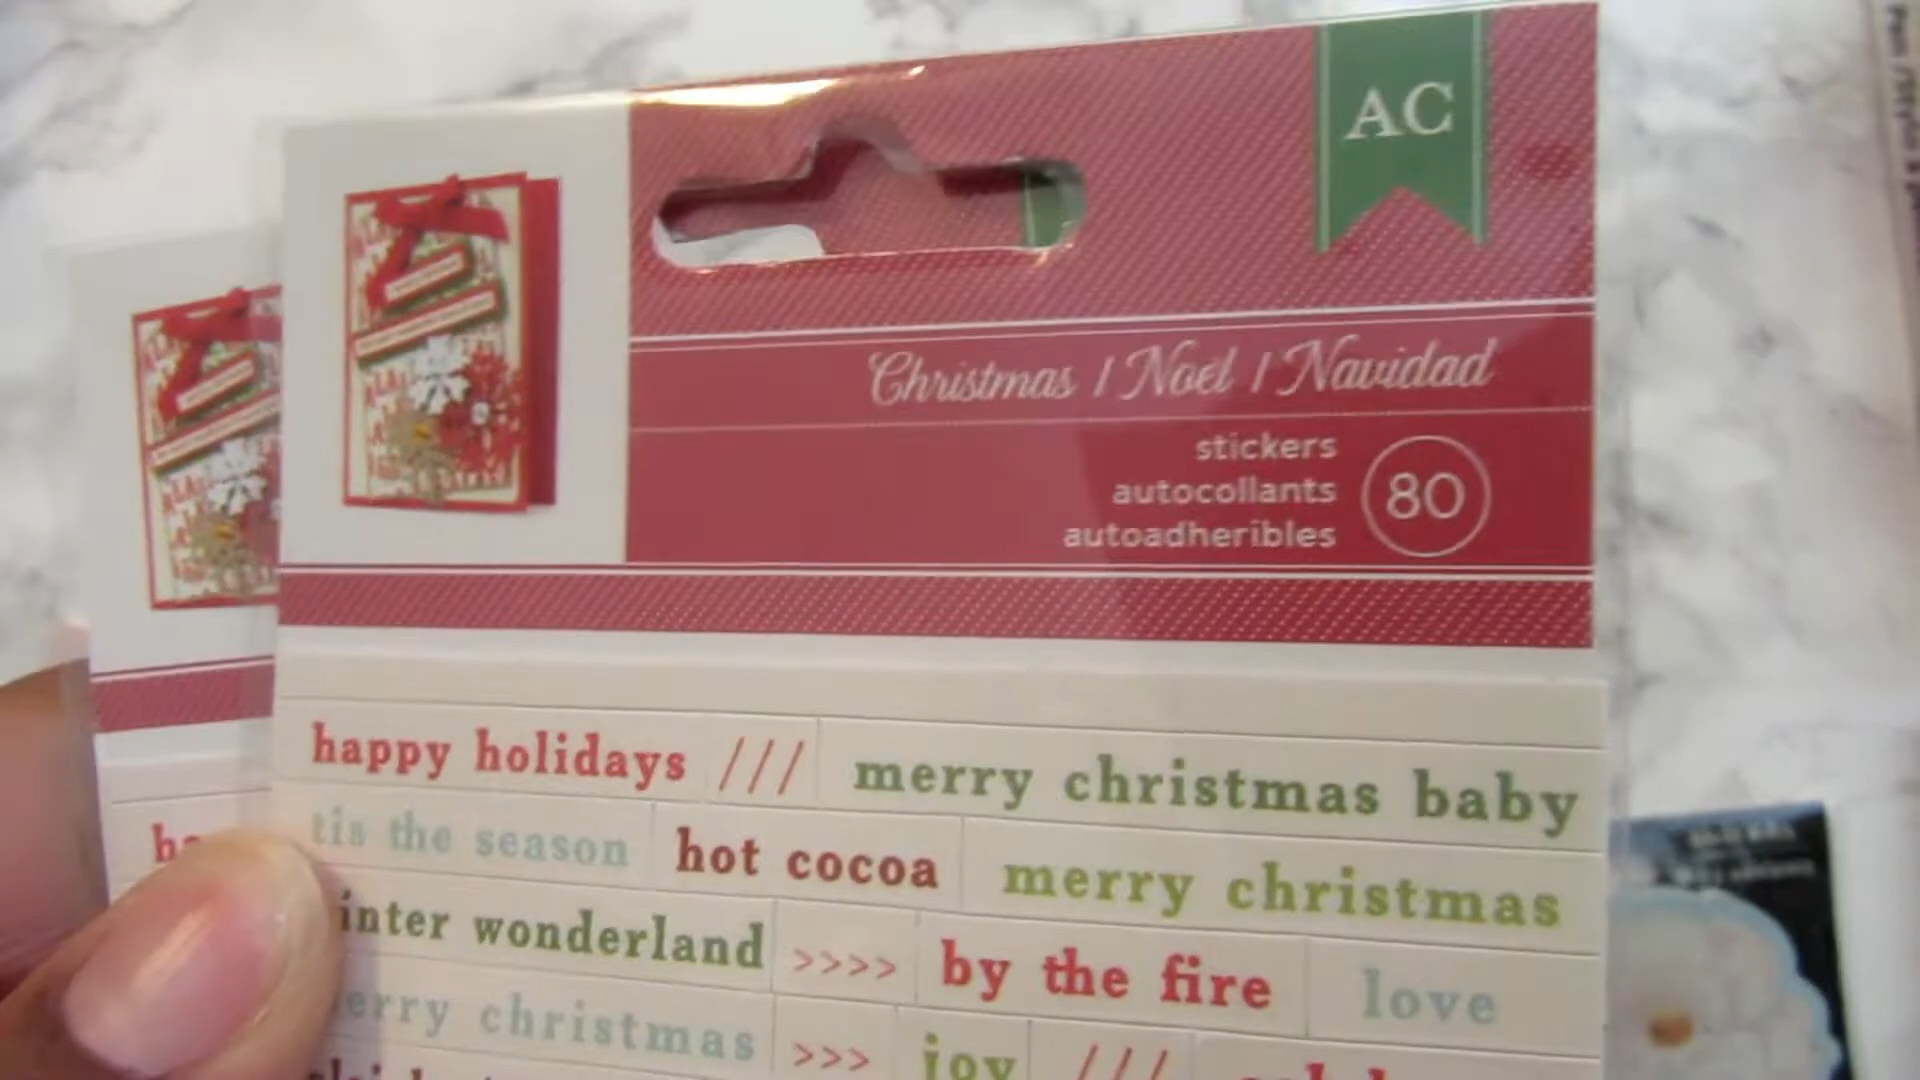 AC
Christmas / Noël / Navidad
stickers
autocollants
autoadheribles
80
happy holidays ///
merry christmas baby
tis the season
hot cocoa
merry christmas
inter wonderland
>>>>
by the fire
love
erry christmas
>>>
joy
///